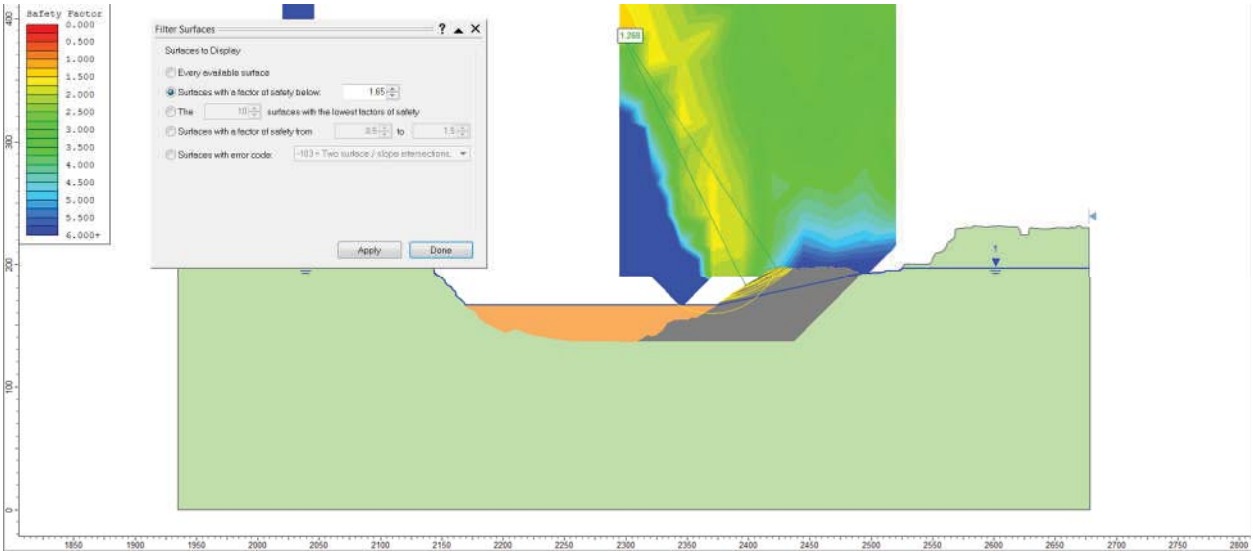 Safety Factor
0.000
0.500
1.000
1.500
2.000
2.500
3.000
3.500
4.000
4.500
5.000
5.500
6.000+
Filter Surfaces
?
Surfaces to Display
Every available surface
Surfaces with a factor of safety below: 1.65
The 10 surfaces with the lowest factors of safety
Surfaces with a factor of safety from 0.5 to 1.5
Surfaces with error code: -103 = Two surface / slope intersections.
Apply Done
1.268
1
400
300
200
100
0
1850 1900 1950 2000 2050 2100 2150 2200 2250 2300 2350 2400 2450 2500 2550 2600 2650 2700 2750 2800